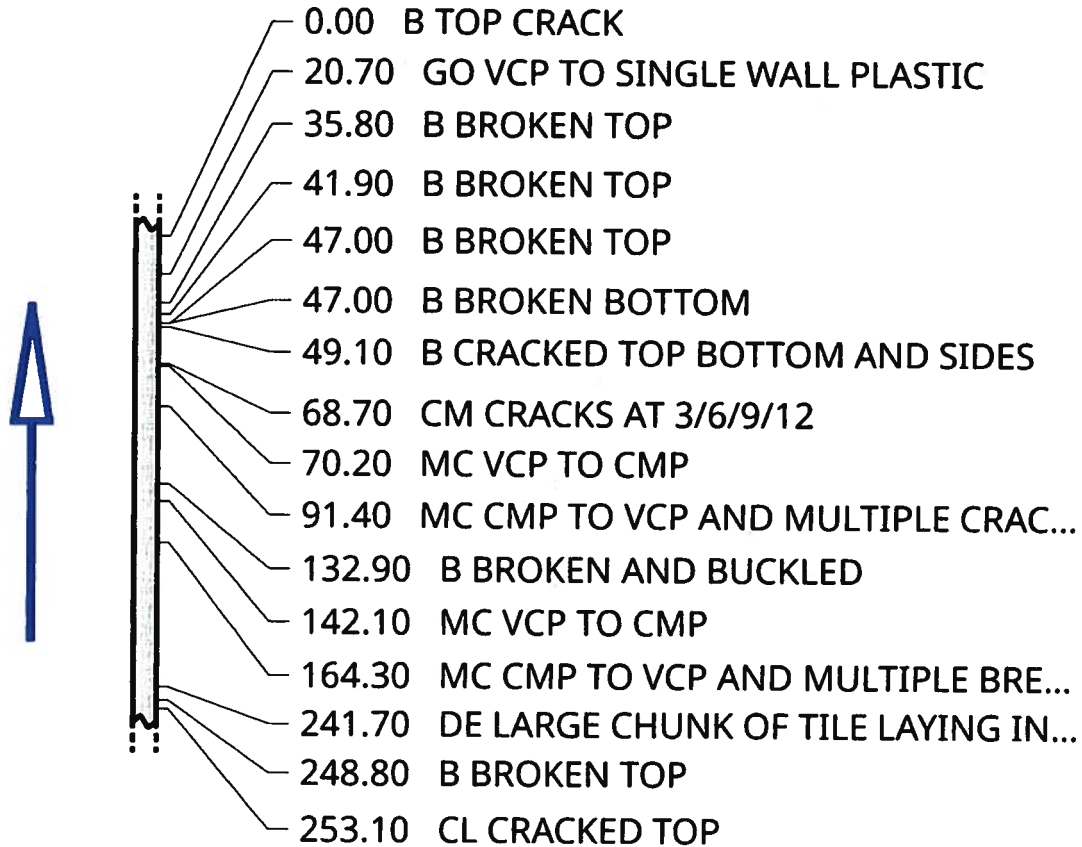 0.00 B TOP CRACK
20.70 GO VCP TO SINGLE WALL PLASTIC
35.80 B BROKEN TOP
41.90 B BROKEN TOP
47.00 B BROKEN TOP
47.00 B BROKEN BOTTOM
49.10 B CRACKED TOP BOTTOM AND SIDES
68.70 CM CRACKS AT 3/6/9/12
70.20 MC VCP TO CMP
91.40 MC CMP TO VCP AND MULTIPLE CRAC...
132.90 B BROKEN AND BUCKLED
142.10 MC VCP TO CMP
164.30 MC CMP TO VCP AND MULTIPLE BRE...
241.70 DE LARGE CHUNK OF TILE LAYING IN...
248.80 B BROKEN TOP
253.10 CL CRACKED TOP